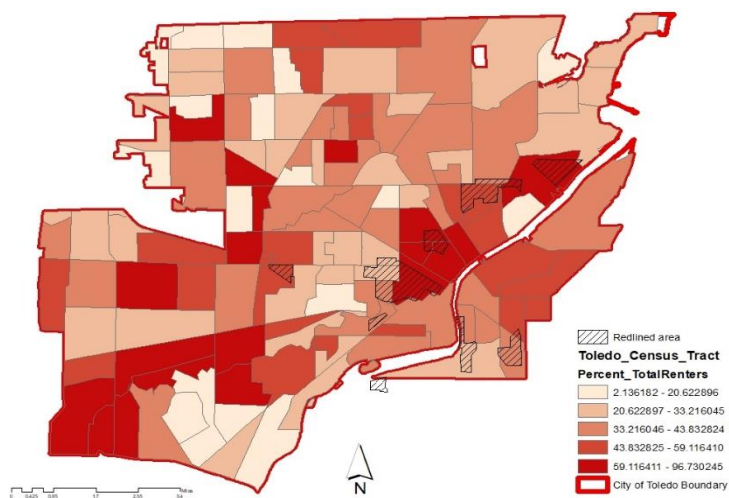 Redlined area
Toledo_Census_Tract
Percent_TotalRenters
2.136182 - 20.622896
20.622897 - 33.216045
33.216046 - 43.832824
43.832825 - 59.116410
59.116411 - 96.730245
City of Toledo Boundary
N